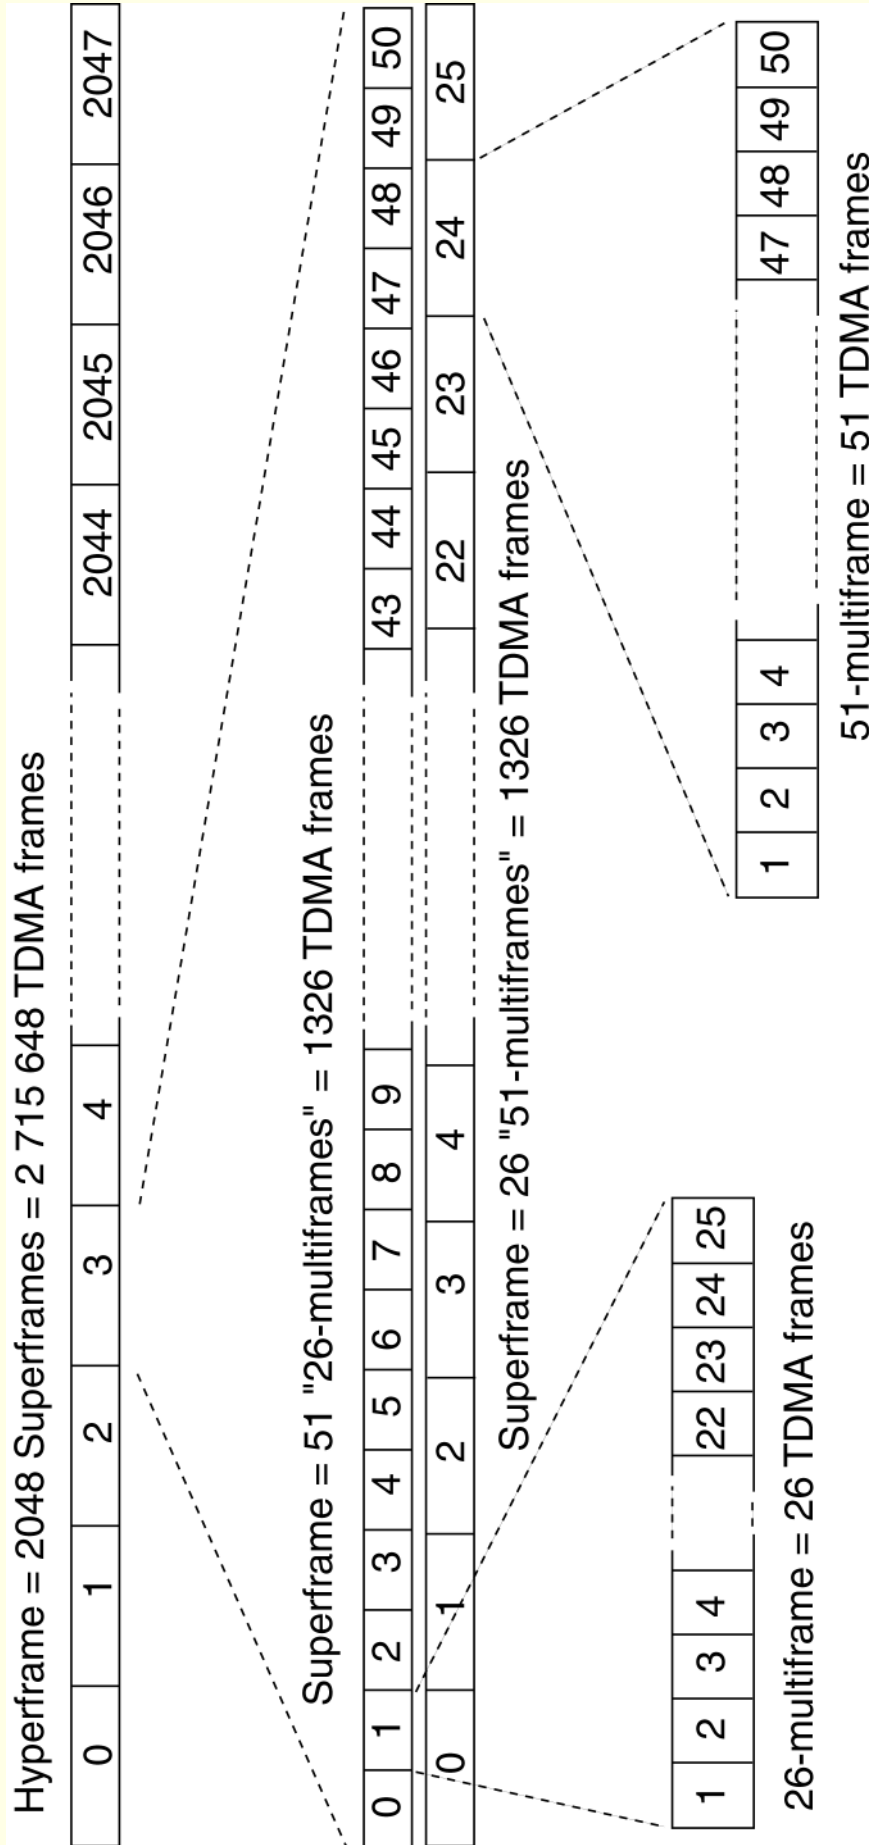 Hyperframe = 2048 Superframes = 2 715 648 TDMA frames
0 1 2 3 4 2044 2045 2046 2047
Superframe = 51 "26-multiframes" = 1326 TDMA frames
0 1 2 3 4 5 6 7 8 9 43 44 45 46 47 48 49 50
0 1 2 3 4 22 23 24 25
Superframe = 26 "51-multiframes" = 1326 TDMA frames
1 2 3 4 22 23 24 25
26-multiframe = 26 TDMA frames
1 2 3 4 47 48 49 50
51-multiframe = 51 TDMA frames